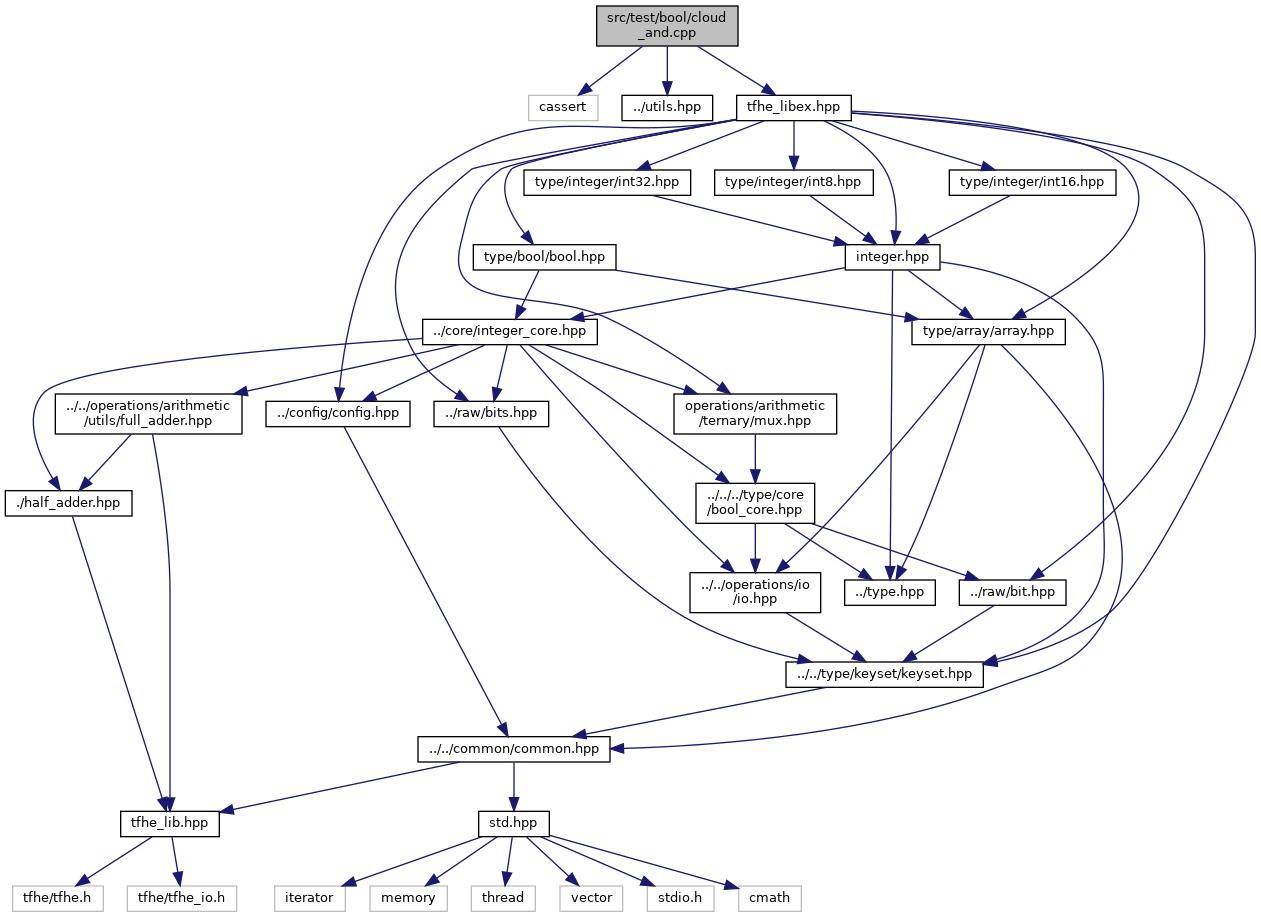 src/test/bool/cloud
_and.cpp
cassert
../utils.hpp
tfhe_libex.hpp
type/integer/int32.hpp
type/integer/int8.hpp
type/integer/int16.hpp
type/bool/bool.hpp
integer.hpp
../core/integer_core.hpp
type/array/array.hpp
../../operations/arithmetic
/utils/full_adder.hpp
../config/config.hpp
../raw/bits.hpp
operations/arithmetic
/ternary/mux.hpp
./half_adder.hpp
../../../type/core
/bool_core.hpp
../../operations/io
/io.hpp
../type.hpp
../raw/bit.hpp
../../type/keyset/keyset.hpp
../../common/common.hpp
tfhe_lib.hpp
std.hpp
tfhe/tfhe.h
tfhe/tfhe_io.h
iterator
memory
thread
vector
stdio.h
cmath